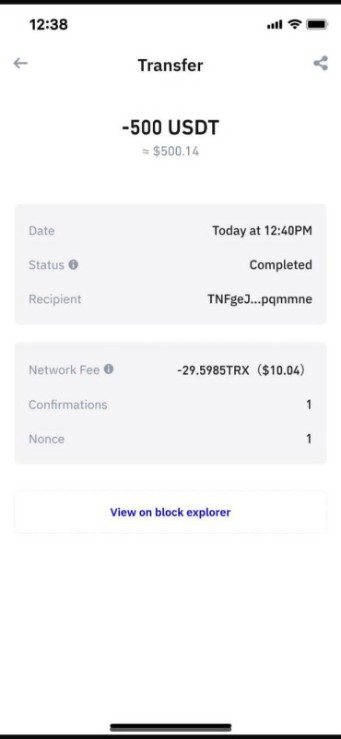 12:38
Transfer
-500 USDT
≈ $500.14
Date Today at 12:40PM
Status Completed
Recipient TNFgeJ...pqmmne
Network Fee -29.5985TRX（$10.04）
Confirmations 1
Nonce 1
View on block explorer